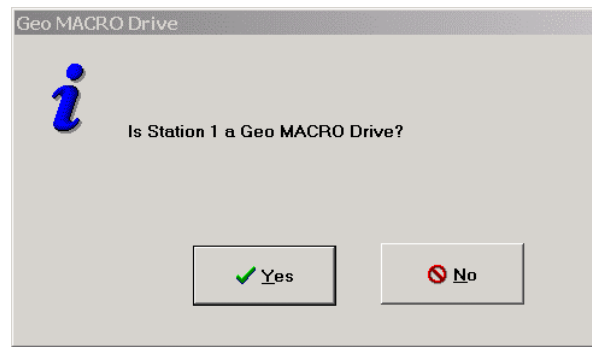 Geo MACRO Drive
Is Station 1 a Geo MACRO Drive?
Yes
No